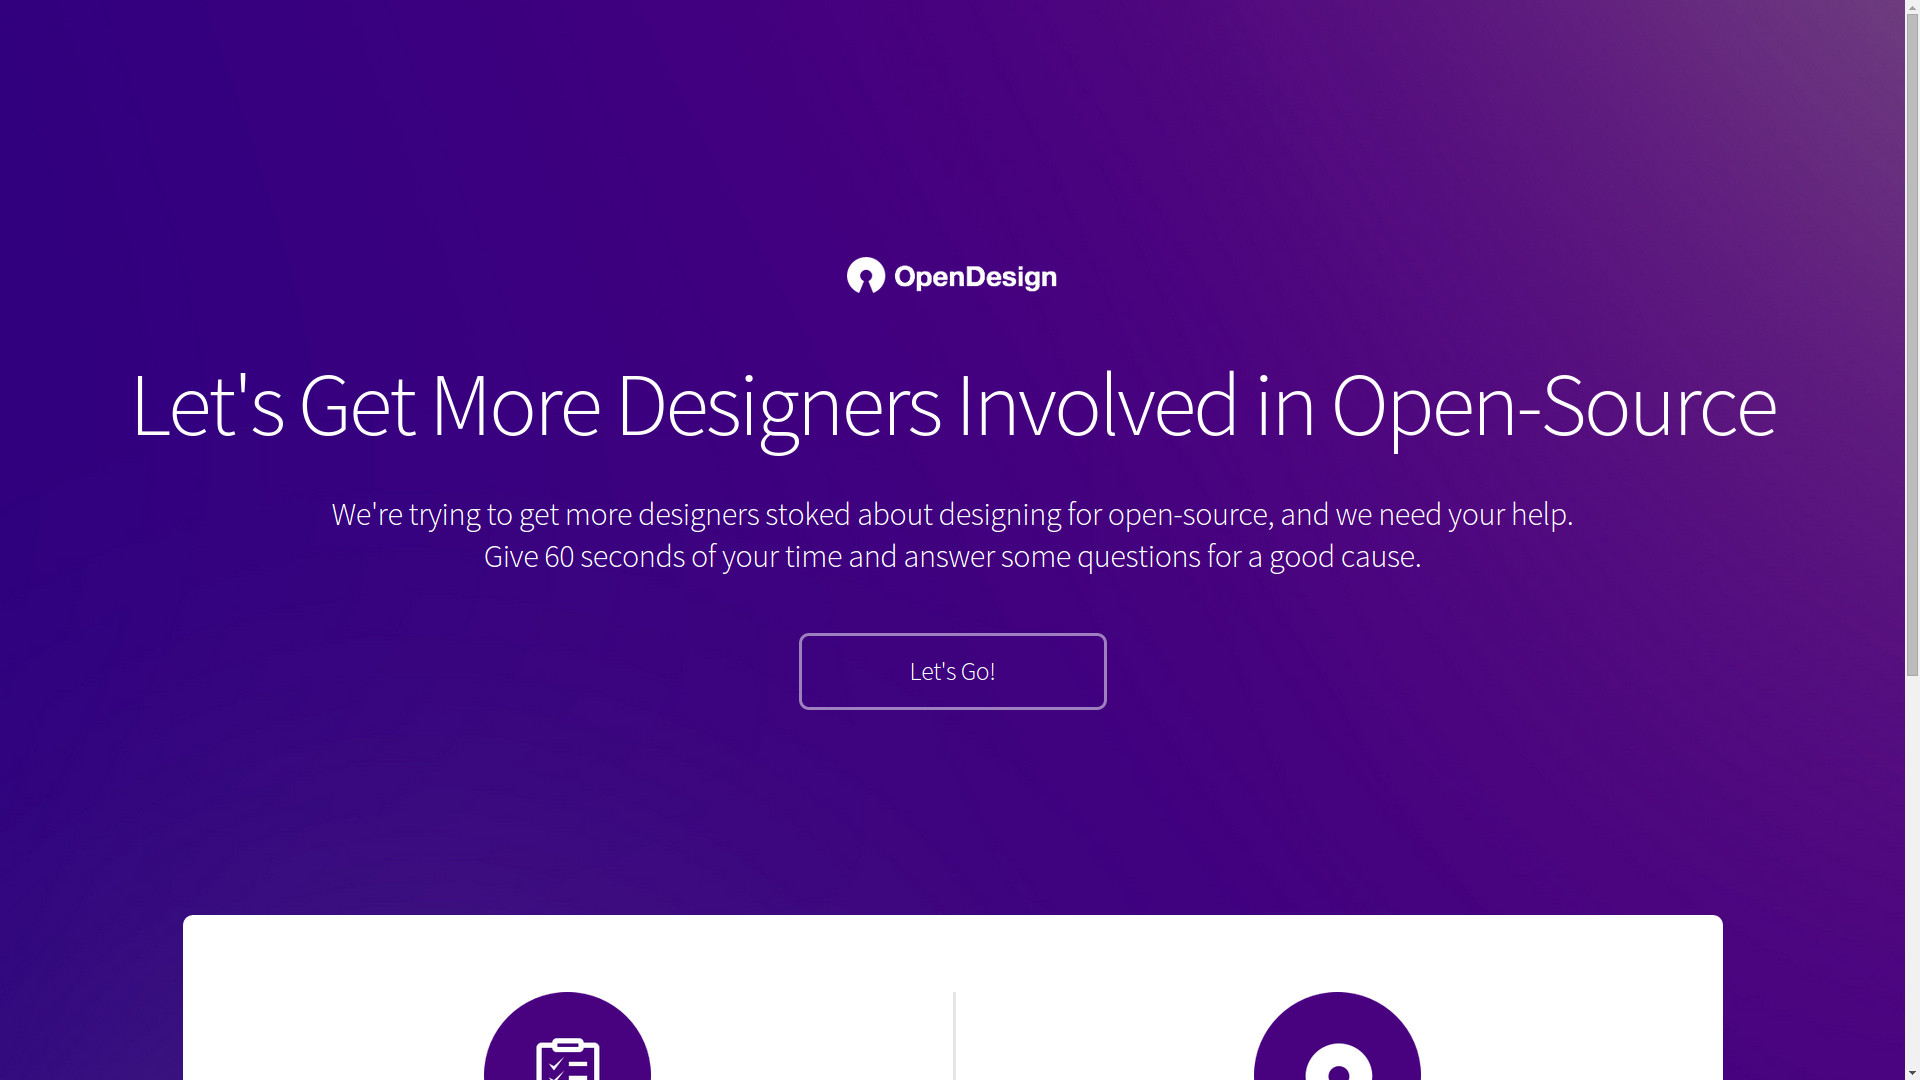 OpenDesign
Let's Get More Designers Involved in Open-Source
We're trying to get more designers stoked about designing for open-source, and we need your help.
Give 60 seconds of your time and answer some questions for a good cause.
Let's Go!